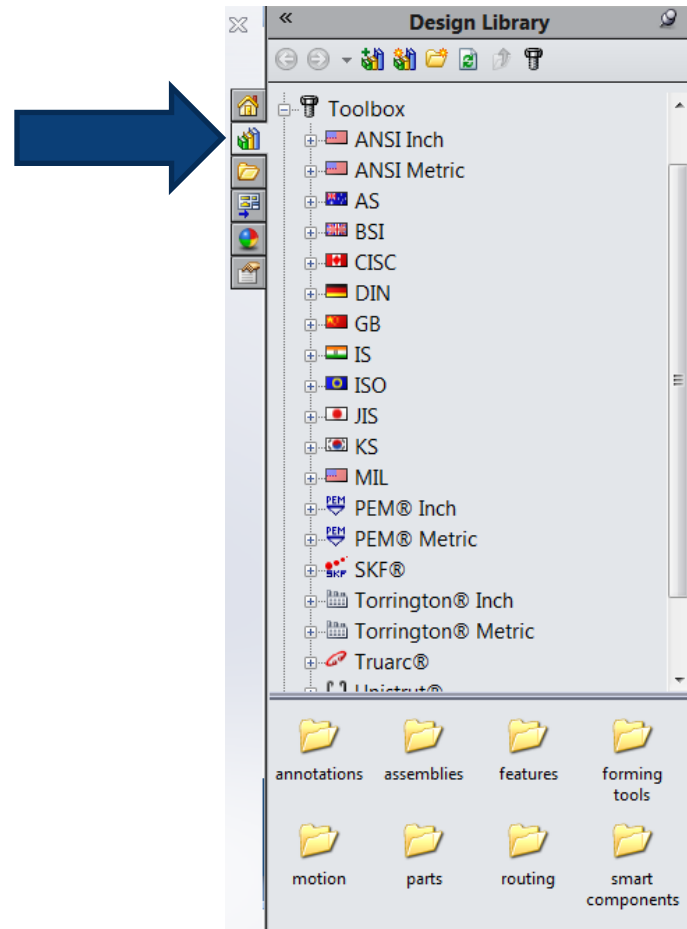 Design Library
Toolbox
ANSI Inch
ANSI Metric
AS
BSI
CISC
DIN
GB
IS
ISO
JIS
KS
MIL
PEM® Inch
PEM® Metric
SKF®
Torrington® Inch
Torrington® Metric
Truarc®
Unistrut®
annotations assemblies features forming
tools
motion parts routing smart
components